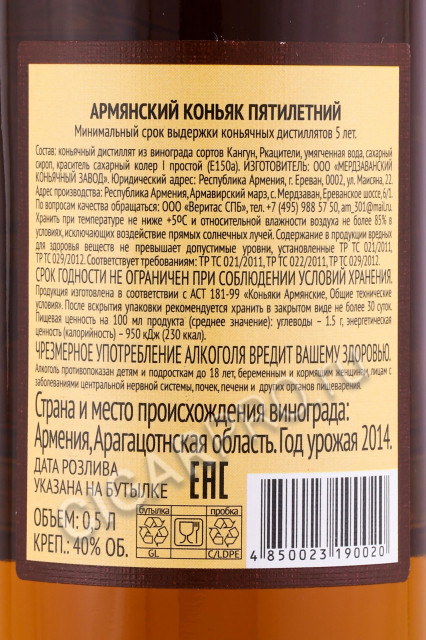 АРМЯНСКИЙ КОНЬЯК ПЯТИЛЕТНИЙ
Минимальный срок выдержки коньячных дистиллятов 5 лет.
Состав: коньячный дистиллят из винограда сортов Кангун, Ркацители, умягченная вода, сахарный
сироп, краситель сахарный колер I простой (Е150а). ИЗГОТОВИТЕЛЬ: ООО «МЕРДЗАВАНСКИЙ
КОНЬЯЧНЫЙ ЗАВОД». Юридический адрес: Республика Армения, г. Ереван, 0002, ул. Маисяна, 22.
Адрес производства: Республика Армения, Армавирский марз, с. Мердзаван, Ереванское шоссе, 6/1.
По вопросам качества обращаться: ООО «Веритас СПБ», тел. +7 (495) 988 57 50, am_301@mail.ru.
Хранить при температуре не ниже +5°С и относительной влажности воздуха не более 85% в
условиях, исключающих воздействие прямых солнечных лучей. Содержание в продукции вредных
для здоровья веществ не превышает допустимые уровни, установленные ТР ТС 021/2011,
ТР ТС 029/2012. Соответствует требованиям: ТР ТС 021/2011, ТР ТС 022/2011, ТР ТС 029/2012.
СРОК ГОДНОСТИ НЕ ОГРАНИЧЕН ПРИ СОБЛЮДЕНИИ УСЛОВИЙ ХРАНЕНИЯ.
Продукция изготовлена в соответствии с АСТ 181-99 «Коньяки Армянские, Общие технические
условия». После вскрытия упаковки рекомендуется хранить в закрытом виде не более 30 суток.
Пищевая ценность на 100 мл продукта (среднее значение): углеводы – 1,5 г, энергетическая
ценность (калорийность) – 950 кДж (230 ккал).
ЧРЕЗМЕРНОЕ УПОТРЕБЛЕНИЕ АЛКОГОЛЯ ВРЕДИТ ВАШЕМУ ЗДОРОВЬЮ.
Алкоголь противопоказан детям и подросткам до 18 лет, беременным и кормящим женщинам, лицам с
заболеваниями центральной нервной системы, почек, печени и других органов пищеварения.
Страна и место происхождения винограда:
Армения, Арагацотнская область. Год урожая 2014.
ДАТА РОЗЛИВА
УКАЗАНА НА БУТЫЛКЕ
EAC
ОБЪЕМ: 0,5 Л
КРЕП.: 40% ОБ.
бутылка
GL
пробка
C/LDPE
4 850023 190020
CIGARPRO.RU